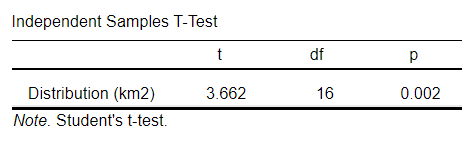 Independent Samples T-Test
t df p
Distribution (km2) 3.662 16 0.002
Note. Student's t-test.